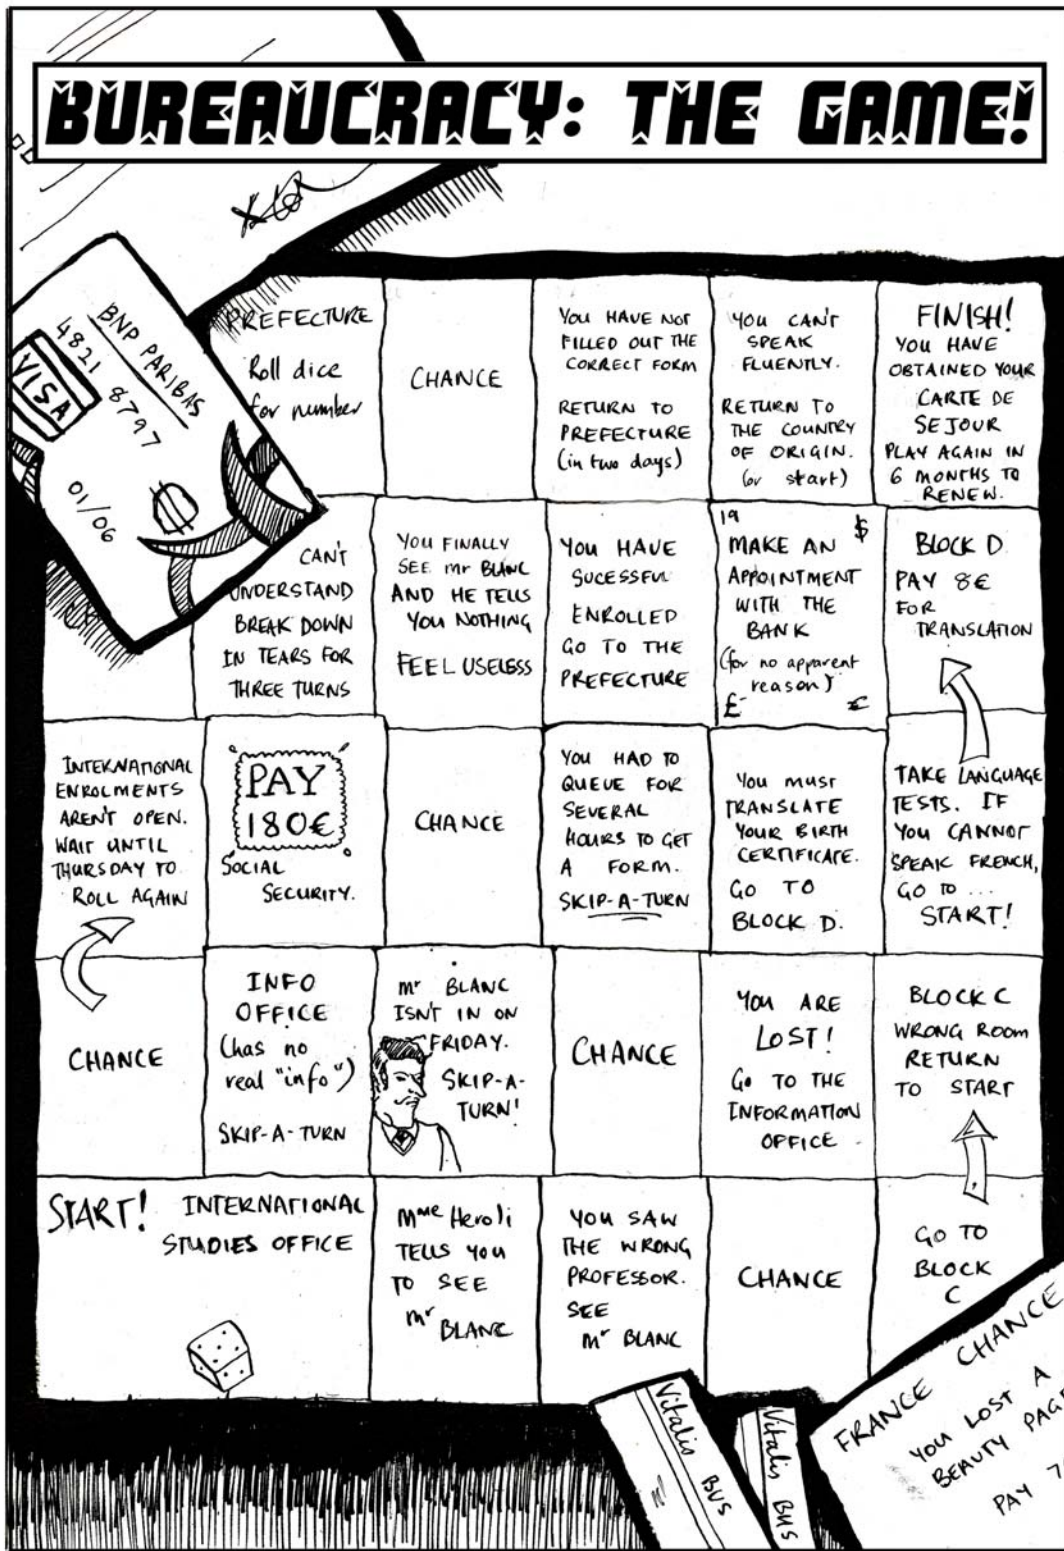 BUREAUCRACY: THE GAME!
BNP PARIBAS
4821 8797
VISA
01/06
PREFECTURE
Roll dice
for number
CHANCE
YOU HAVE NOT
FILLED OUT THE
CORRECT FORM
RETURN TO
PREFECTURE
(in two days)
YOU CAN'T
SPEAK
FLUENTLY.
RETURN TO
THE COUNTRY
OF ORIGIN.
(or start)
FINISH!
YOU HAVE
OBTAINED YOUR
CARTE DE
SEJOUR
PLAY AGAIN IN
6 MONTHS TO
RENEW.
CAN'T
UNDERSTAND
BREAK DOWN
IN TEARS FOR
THREE TURNS
YOU FINALLY
SEE Mr BLANC
AND HE TELLS
YOU NOTHING
FEEL USELESS
YOU HAVE
SUCESSFUL
ENROLLED
GO TO THE
PREFECTURE
19 $
MAKE AN
APPOINTMENT
WITH THE
BANK
(for no apparent
reason)
£ €
BLOCK D
PAY 8€
FOR
TRANSLATION
INTERNATIONAL
ENROLMENTS
AREN'T OPEN.
WAIT UNTIL
THURSDAY TO
ROLL AGAIN
PAY
180€
SOCIAL
SECURITY.
CHANCE
YOU HAD TO
QUEUE FOR
SEVERAL
HOURS TO GET
A FORM.
SKIP-A-TURN
You must
TRANSLATE
YOUR BIRTH
CERTIFICATE.
GO TO
BLOCK D.
TAKE LANGUAGE
TESTS. IF
YOU CANNOT
SPEAK FRENCH,
GO TO ...
START!
CHANCE
INFO
OFFICE
(has no
real "info")
SKIP-A-TURN
Mr BLANC
ISN'T IN ON
FRIDAY.
SKIP-A-
TURN!
CHANCE
YOU ARE
LOST!
GO TO THE
INFORMATION
OFFICE
BLOCK C
WRONG ROOM
RETURN
TO START
START! INTERNATIONAL
STUDIES OFFICE
Mme Heroli
TELLS YOU
TO SEE
Mr BLANC
YOU SAW
THE WRONG
PROFESSOR.
SEE
Mr BLANC
CHANCE
GO TO
BLOCK
C
Vitalis BUS
Vitalis BUS
FRANCE CHANCE
YOU LOST A
BEAUTY PAGE
PAY 7